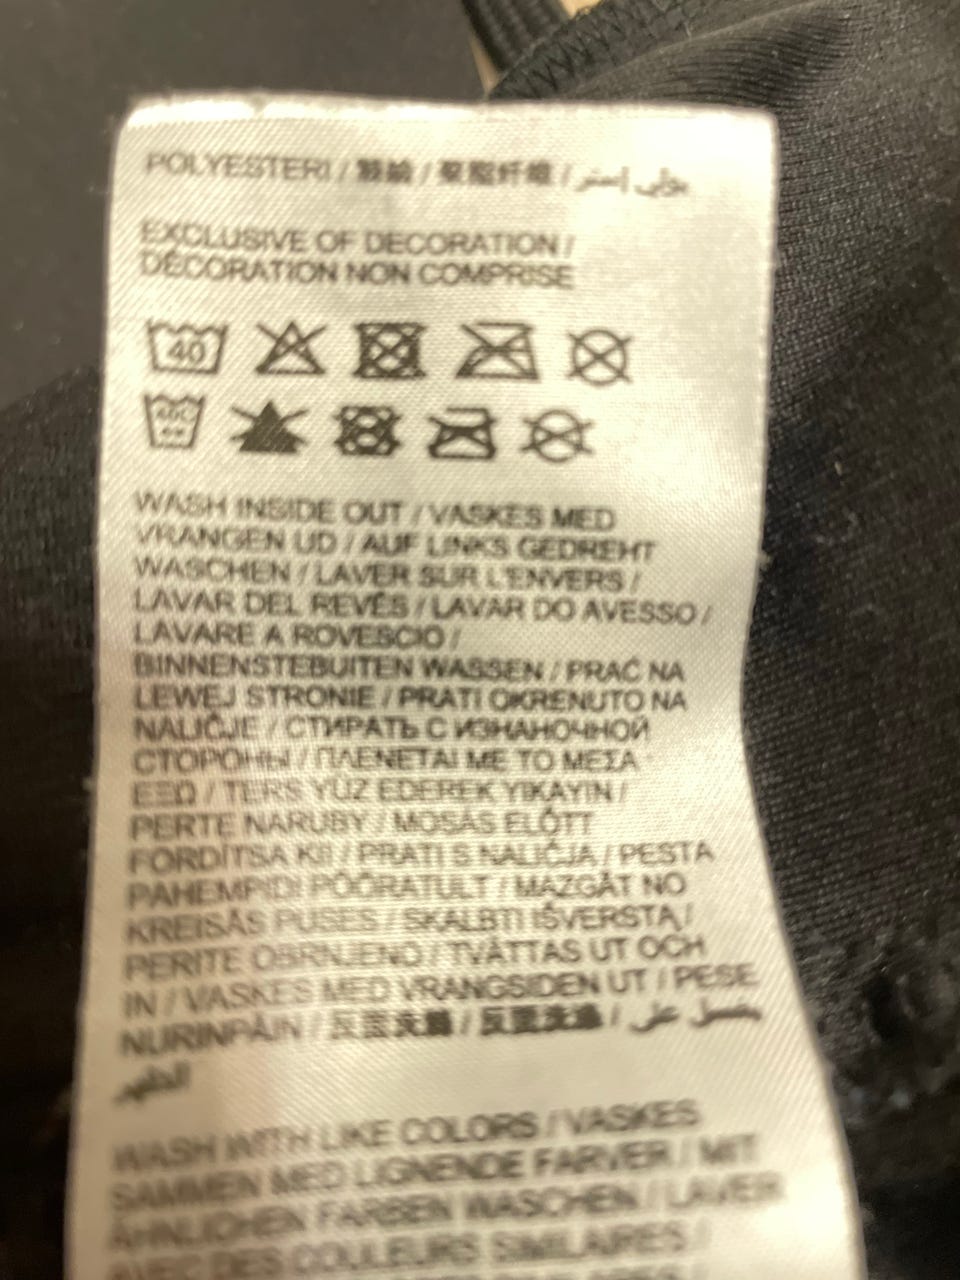 POLYESTERI / 聚酯纤维 / بولي إستر
EXCLUSIVE OF DECORATION /
DÉCORATION NON COMPRISE
40
40C
WASH INSIDE OUT / VASKES MED
VRANGEN UD / AUF LINKS GEDREHT
WASCHEN / LAVER SUR L'ENVERS /
LAVAR DEL REVÉS / LAVAR DO AVESSO /
LAVARE A ROVESCIO /
BINNENSTEBUITEN WASSEN / PRAĆ NA
LEWEJ STRONIE / PRATI OKRENUTO NA
NALIČJE / СТИРАТЬ С ИЗНАНОЧНОЙ
СТОРОНЫ / ΠΛΕΝΕΤΑΙ ΜΕ ΤΟ ΜΕΣΑ
ΕΞΩ / TERS YÜZ EDEREK YIKAYIN /
PERTE NARUBY / MOSÁS ELŐTT
FORDÍTSA KI! / PRATI S NALIČJA / PESTA
PAHEMPIDI PÖÖRATULT / MAZGĀT NO
KREISĀS PUSES / SKALBTI IŠVERSTĄ /
PERITE OBRNJENO / TVÄTTAS UT OCH
IN / VASKES MED VRANGSIDEN UT / PESE
NURINPÄIN / يغسل على
الظهر
WASH WITH LIKE COLORS / VASKES
SAMMEN MED LIGNENDE FARVER / MIT
ÄHNLICHEN FARBEN WASCHEN / LAVER
AVEC DES COULEURS SIMILAIRES /